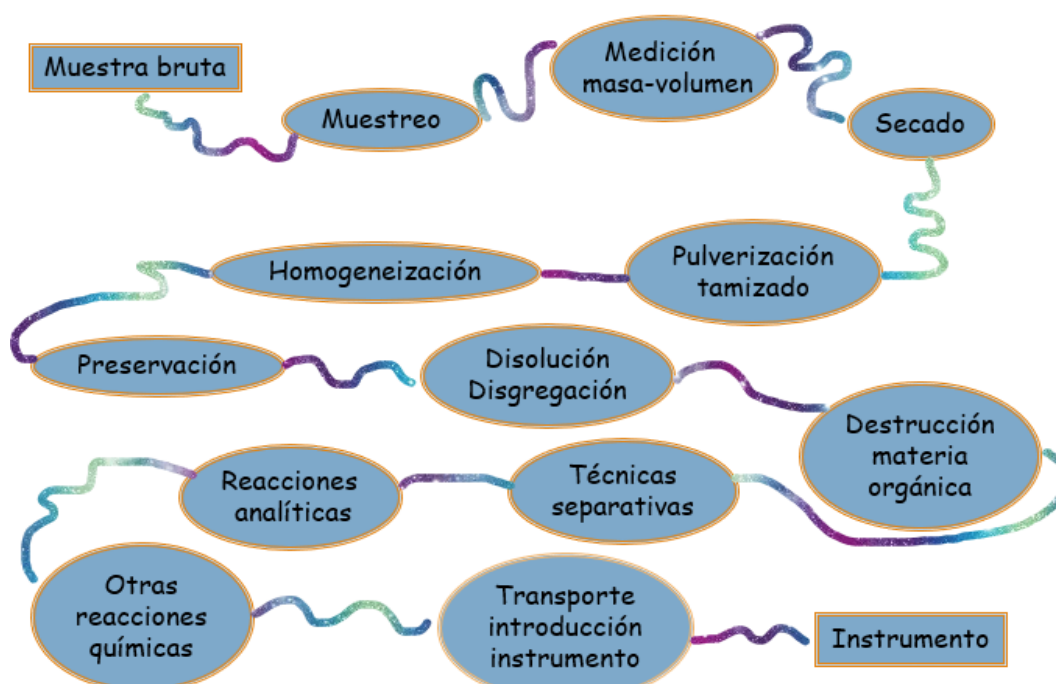 Muestra bruta
Muestreo
Medición
masa-volumen
Secado
Pulverización
tamizado
Homogeneización
Preservación
Disolución
Disgregación
Destrucción
materia
orgánica
Técnicas
separativas
Reacciones
analíticas
Otras
reacciones
químicas
Transporte
introducción
instrumento
Instrumento